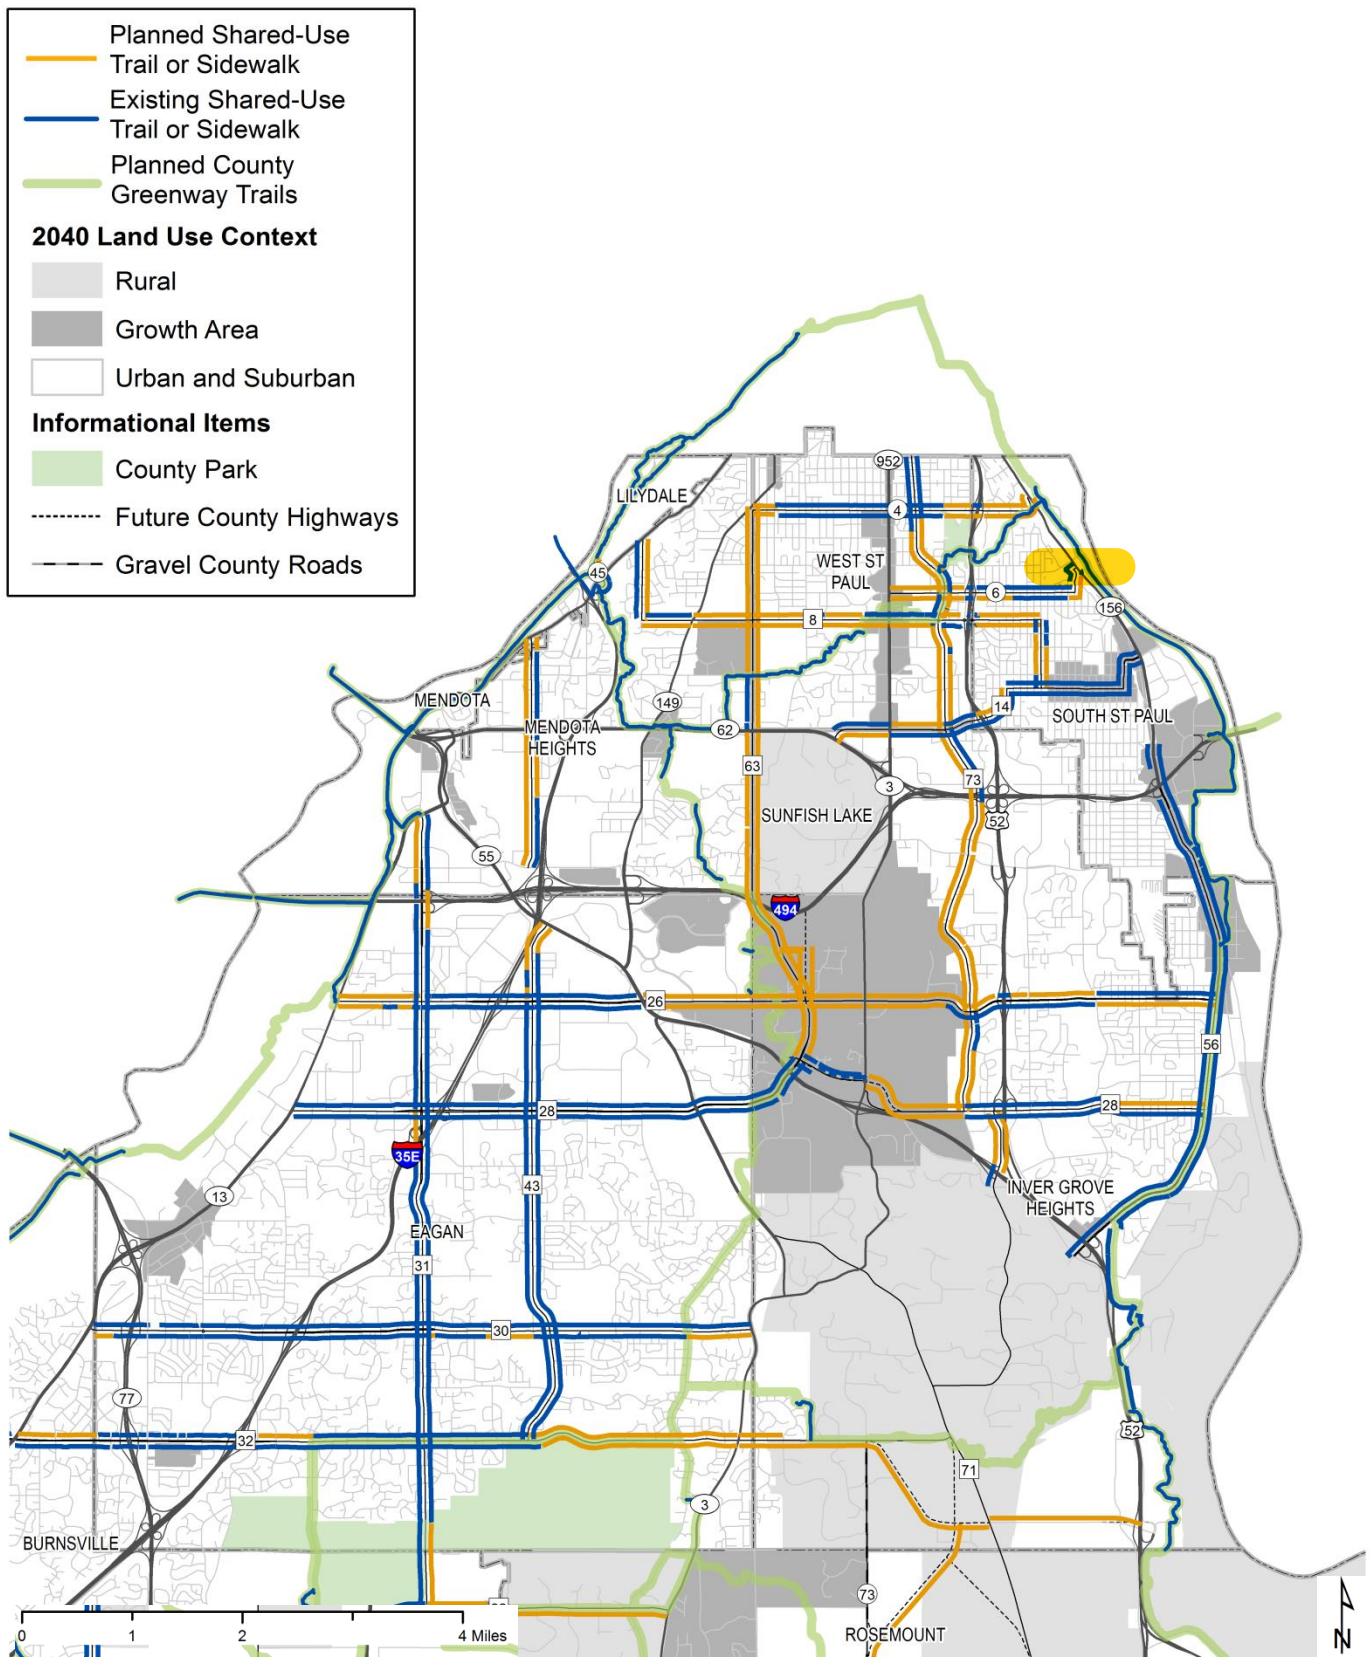 Planned Shared-Use
Trail or Sidewalk
Existing Shared-Use
Trail or Sidewalk
Planned County
Greenway Trails
2040 Land Use Context
Rural
Growth Area
Urban and Suburban
Informational Items
County Park
Future County Highways
Gravel County Roads
952
LILYDALE
4
WEST ST
PAUL
45
6
156
8
MENDOTA
149
14
SOUTH ST PAUL
MENDOTA
HEIGHTS
62
63
73
3
SUNFISH LAKE
52
55
494
26
56
28
28
35E
43
13
INVER GROVE
HEIGHTS
EAGAN
31
30
77
52
32
71
3
BURNSVILLE
73
ROSEMOUNT
0
1
2
4 Miles
N